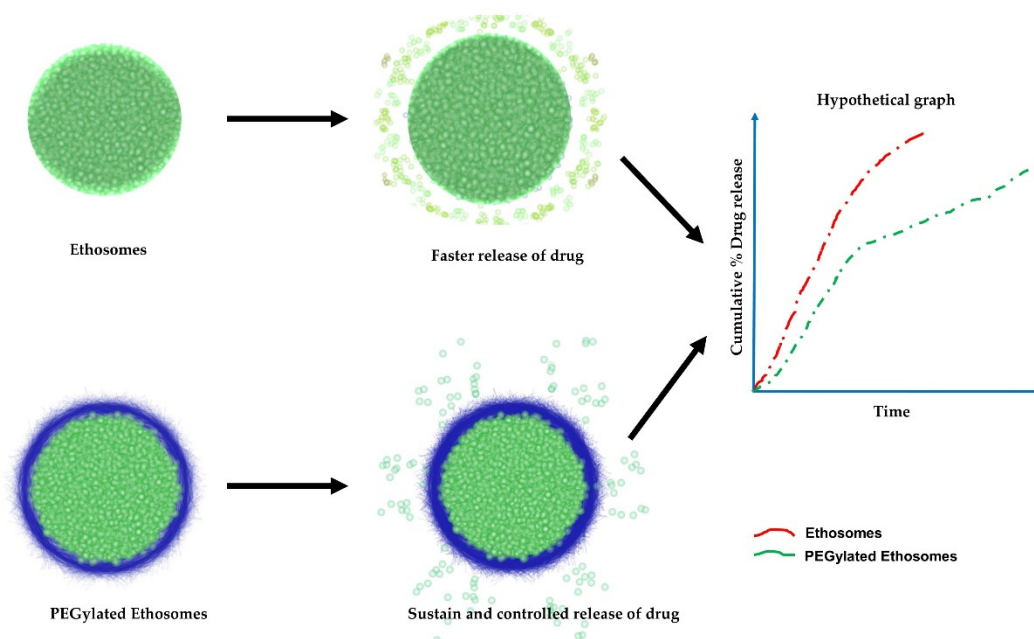 Ethosomes
Faster release of drug
PEGylated Ethosomes
Sustain and controlled release of drug
Hypothetical graph
Cumulative % Drug release
Time
Ethosomes
PEGylated Ethosomes